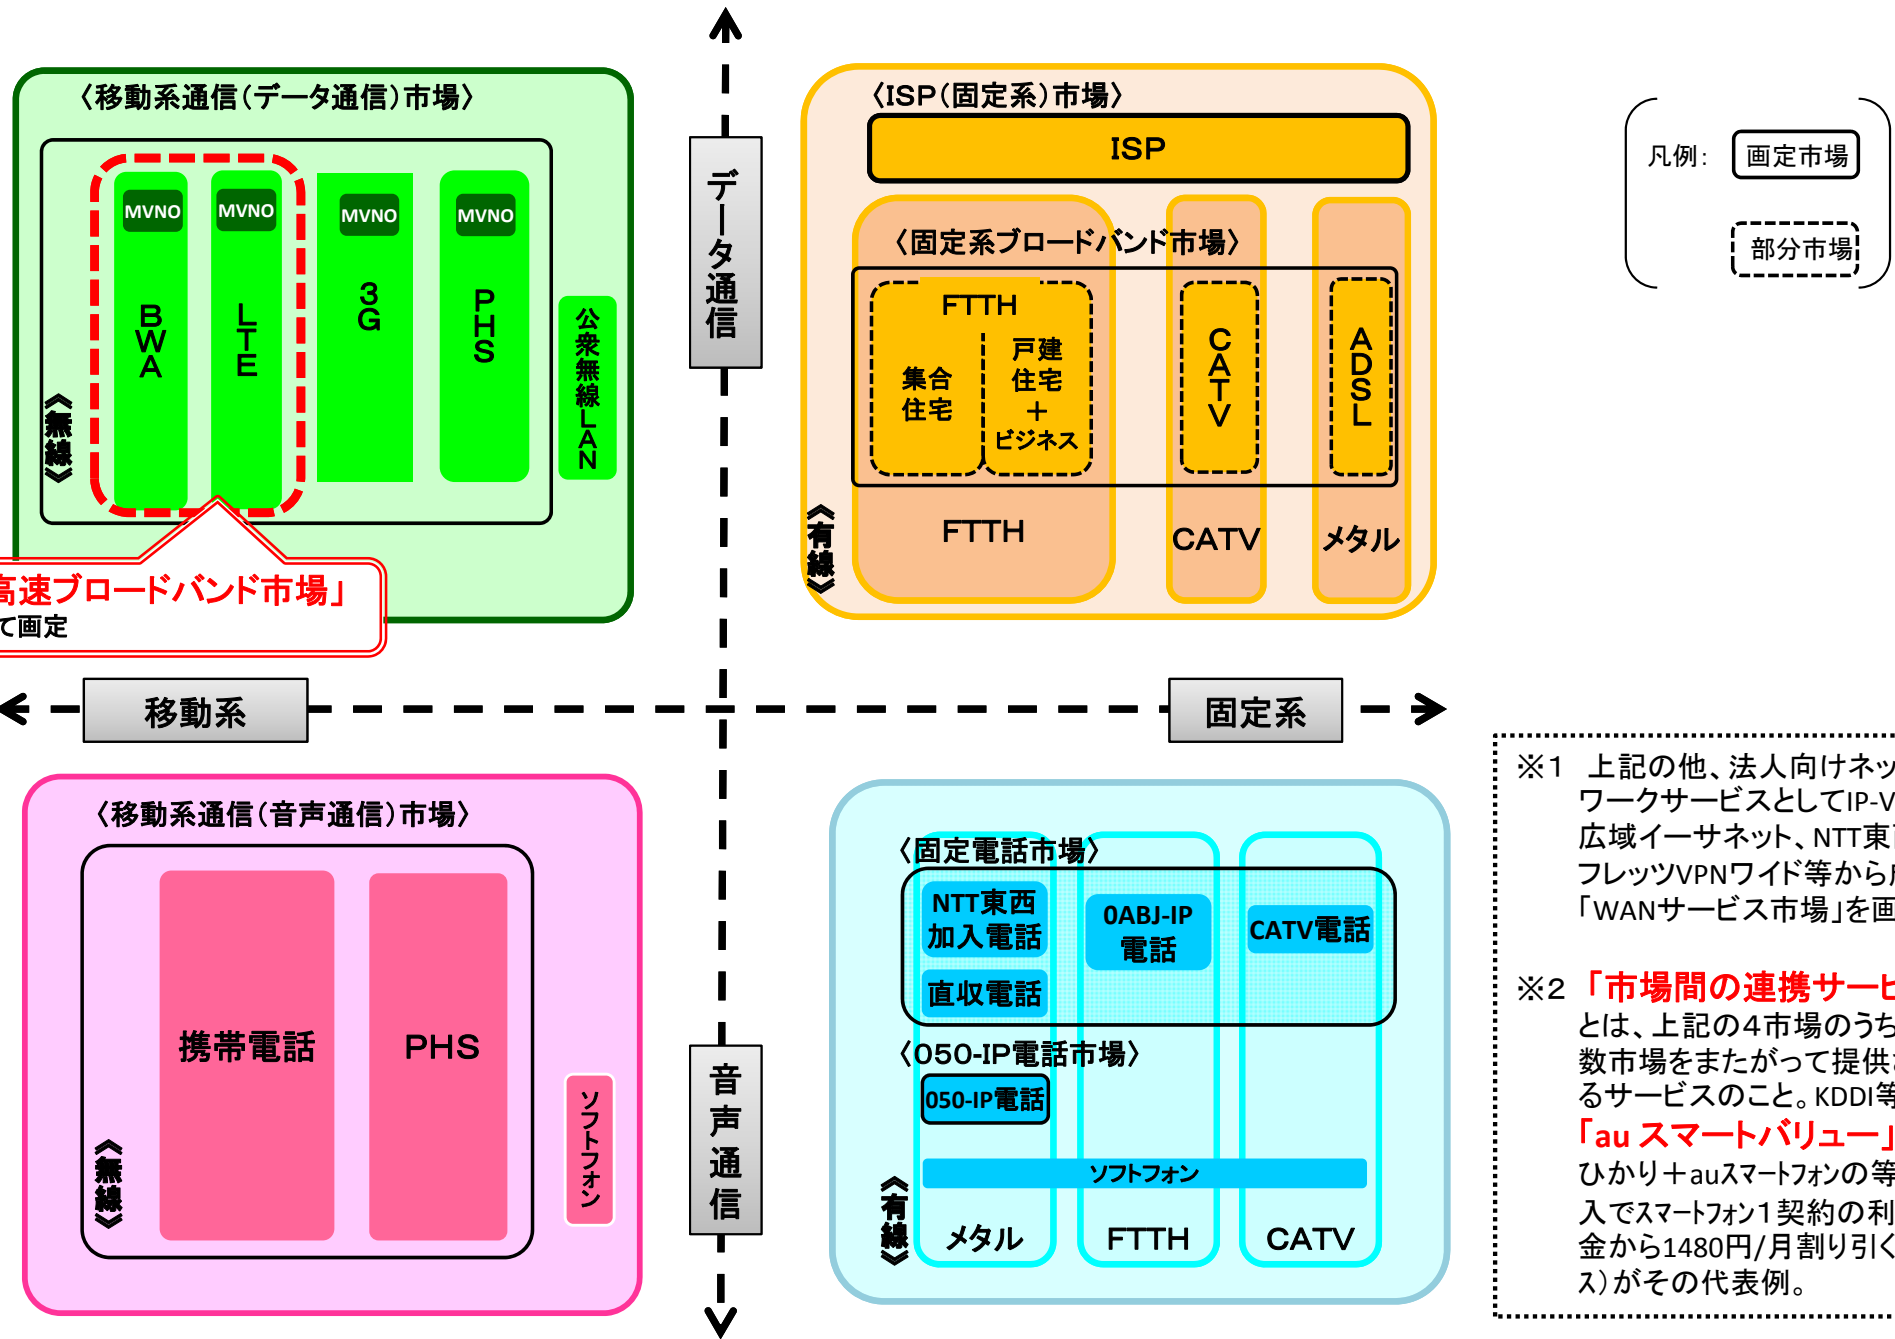 〈移動系通信（データ通信）市場〉
MVNO
BWA
MVNO
LTE
MVNO
3G
MVNO
PHS
公衆無線LAN
《無線》
高速ブロードバンド市場」
て画定
データ通信
〈ISP（固定系）市場〉
ISP
〈固定系ブロードバンド市場〉
FTTH
集合
住宅
戸建
住宅
＋
ビジネス
CATV
ADSL
《有線》
FTTH
CATV
メタル
凡例：
画定市場
部分市場
移動系
固定系
〈移動系通信（音声通信）市場〉
携帯電話
PHS
ソフトフォン
《無線》
音声通信
〈固定電話市場〉
NTT東西
加入電話
直収電話
0ABJ-IP
電話
CATV電話
〈050-IP電話市場〉
050-IP電話
ソフトフォン
《有線》
メタル
FTTH
CATV
※1 上記の他、法人向けネッ
ワークサービスとしてIP-V
広域イーサネット、NTT東
フレッツVPNワイド等から
「WANサービス市場」を画
※2 「市場間の連携サービ
とは、上記の4市場のうち
数市場をまたがって提供
るサービスのこと。KDDI等
「au スマートバリュー」
ひかり＋auスマートフォンの等
入でスマートフォン1契約の利
金から1480円/月割り引く
ス）がその代表例。